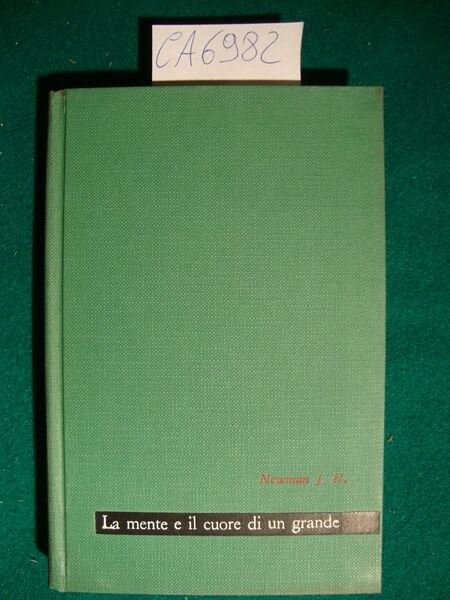 CA6982
Newman J. H.
La mente e il cuore di un grande